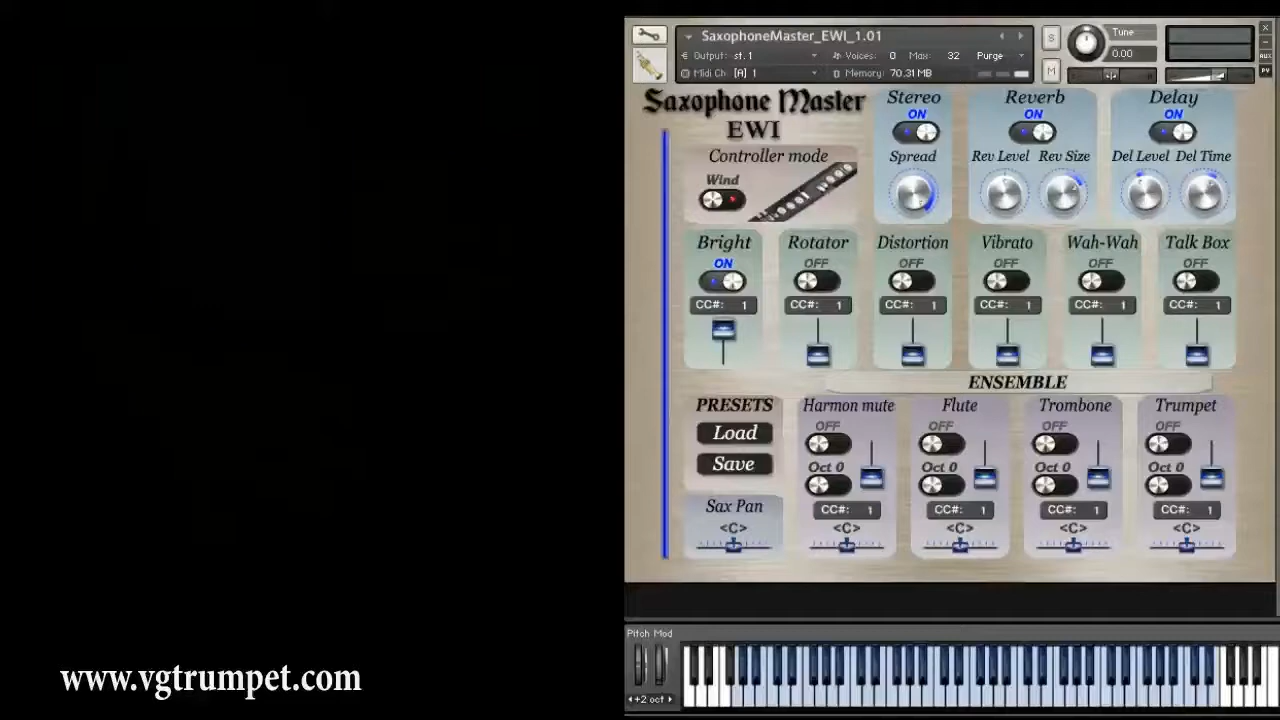 SaxophoneMaster_EWI_1.01
Output: st. 1
Voices: 0 Max: 32 Purge
Midi Ch: [A] 1
Memory: 70.31 MB
S
M
Tune
0.00
AUX
PV
Saxophone Master
EWI
Controller mode
Wind
Stereo
ON
Spread
Reverb
ON
Rev Level Rev Size
Delay
ON
Del Level Del Time
Bright
ON
CC#: 1
Rotator
OFF
CC#: 1
Distortion
OFF
CC#: 1
Vibrato
OFF
CC#: 1
Wah-Wah
OFF
CC#: 1
Talk Box
OFF
CC#: 1
ENSEMBLE
PRESETS
Load
Save
Sax Pan
<C>
Harmon mute
OFF
Oct 0
CC#: 1
<C>
Flute
OFF
Oct 0
CC#: 1
<C>
Trombone
OFF
Oct 0
CC#: 1
<C>
Trumpet
OFF
Oct 0
CC#: 1
<C>
Pitch Mod
+2 oct
www.vgtrumpet.com